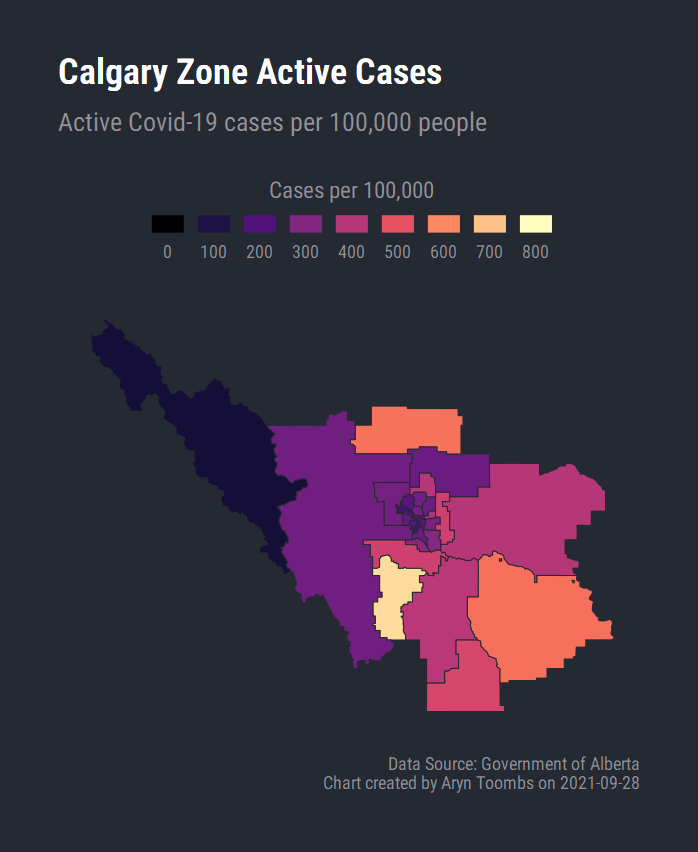 Calgary Zone Active Cases
Active Covid-19 cases per 100,000 people
Cases per 100,000
0 100 200 300 400 500 600 700 800
Data Source: Government of Alberta
Chart created by Aryn Toombs on 2021-09-28